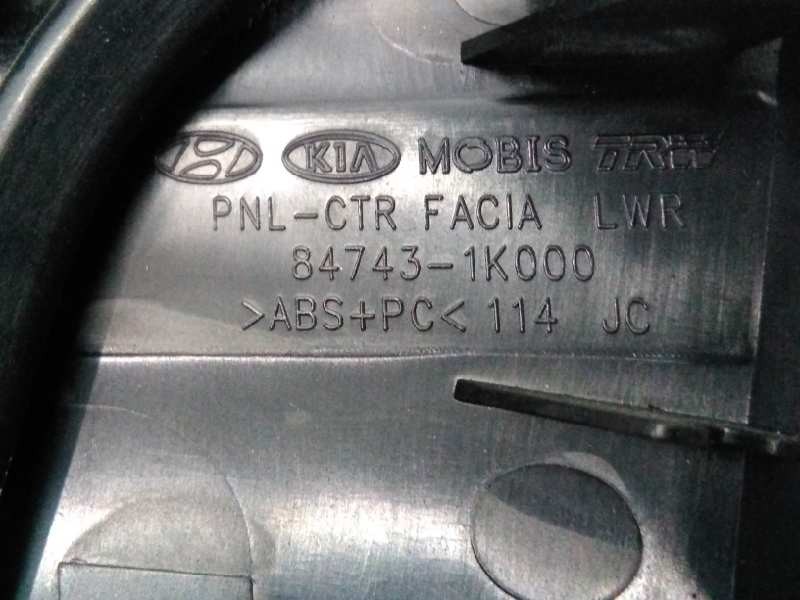 KIA MOBIS TRW
PNL-CTR FACIA LWR
84743-1K000
>ABS+PC< 114 JC